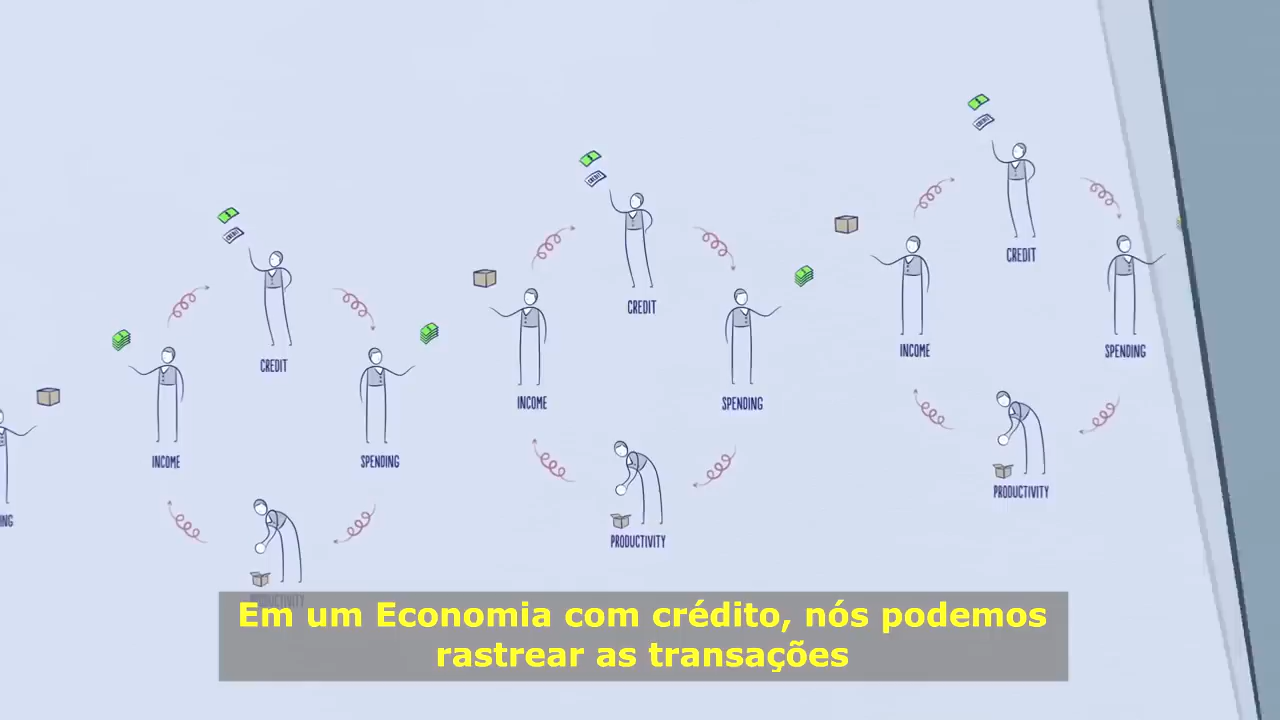 CREDIT
INCOME
SPENDING
PRODUCTIVITY
CREDIT
INCOME
SPENDING
PRODUCTIVITY
CREDIT
INCOME
SPENDING
PRODUCTIVITY
Em um Economia com crédito, nós podemos
rastrear as transações